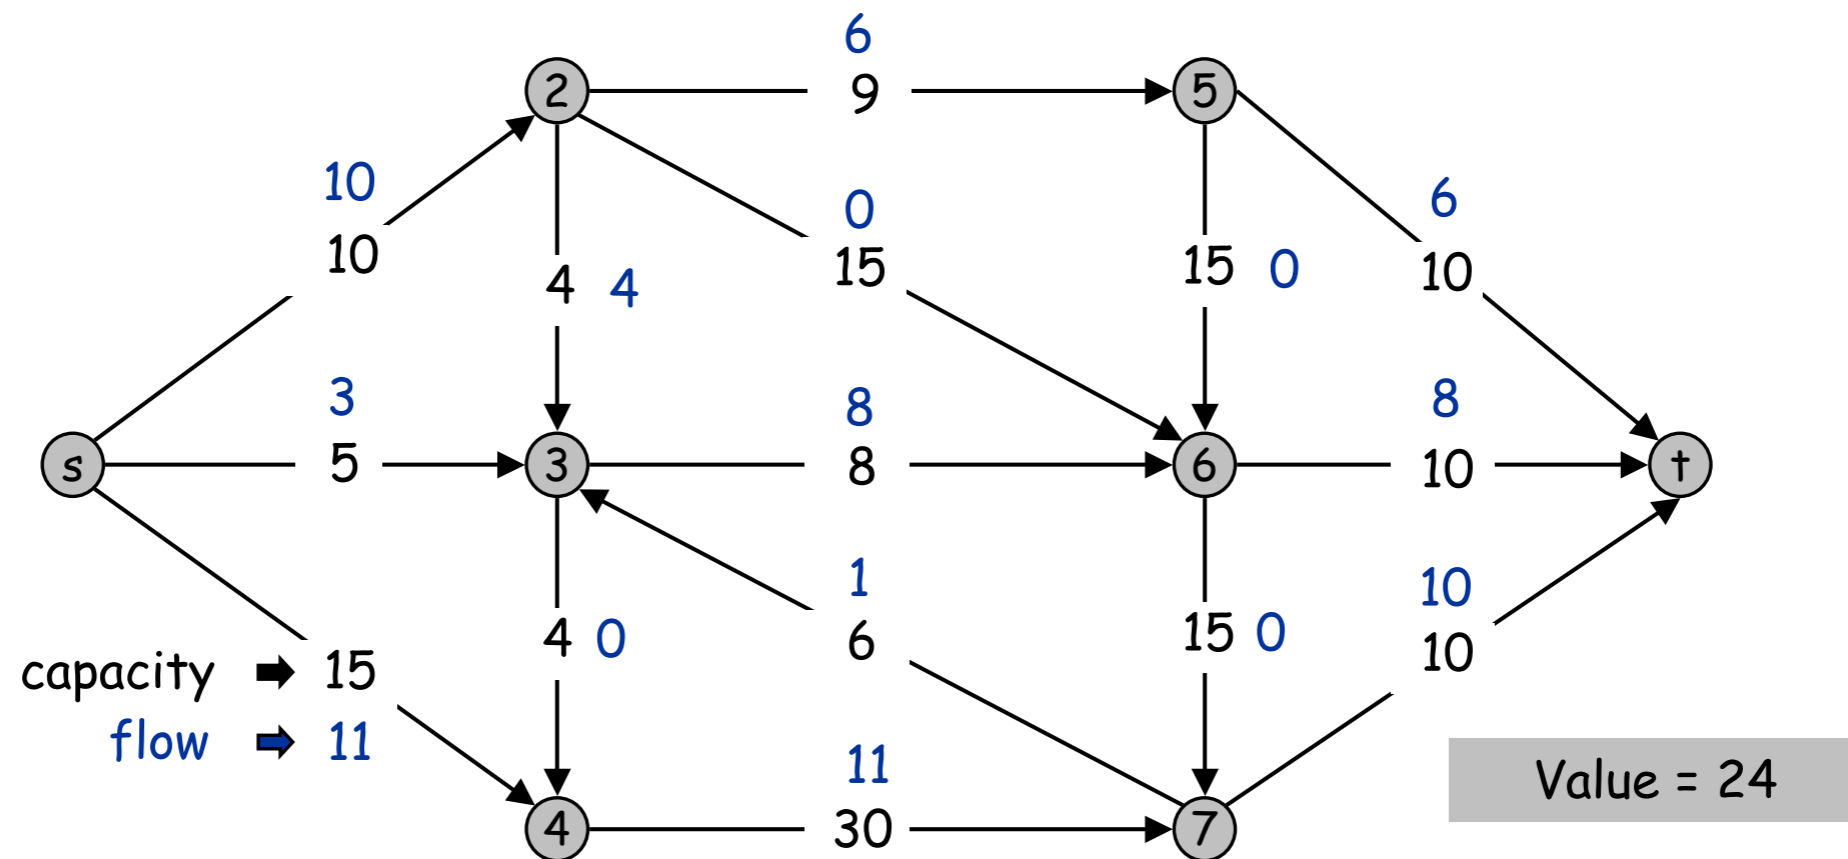 6
2 9 5
10 0 6
10 4 4 15 15 0 10
3 8 8
s 5 3 8 6 10 t
1 10
4 0 6 15 0 10
capacity 15
flow 11 11
Value = 24
4 30 7